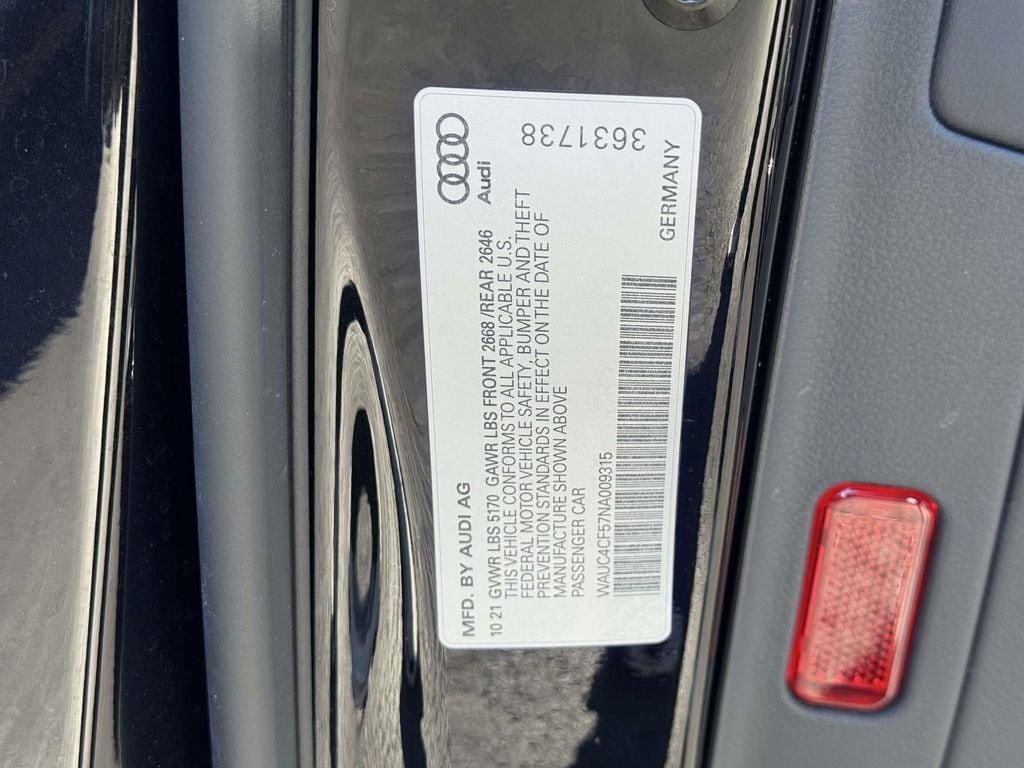 MFD. BY AUDI AG
Audi
10 21 GVWR LBS 5170 GAWR LBS FRONT 2668 /REAR 2646
THIS VEHICLE CONFORMS TO ALL APPLICABLE U.S.
FEDERAL MOTOR VEHICLE SAFETY, BUMPER AND THEFT
PREVENTION STANDARDS IN EFFECT ON THE DATE OF
MANUFACTURE SHOWN ABOVE
PASSENGER CAR
WAUC4CF57NA009315
GERMANY
3631738